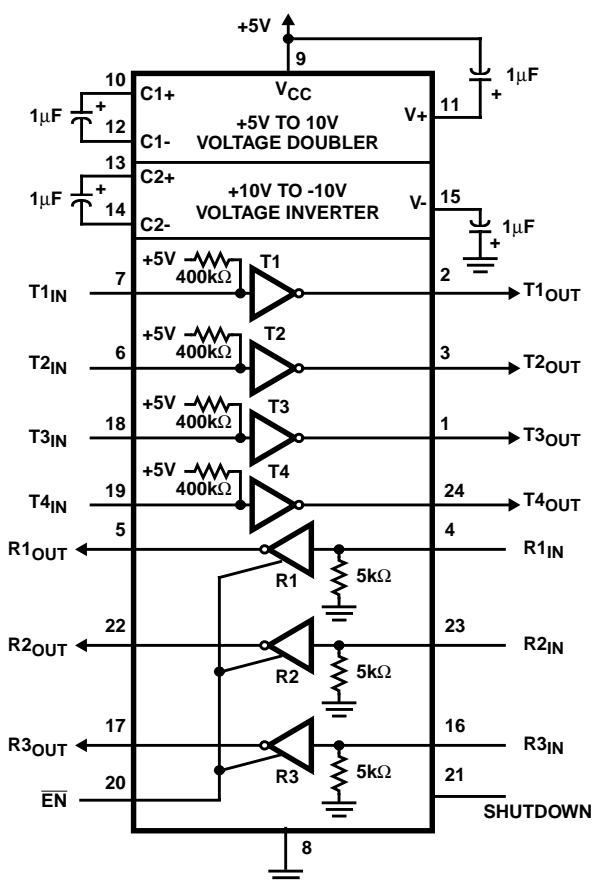 +5V
9
VCC
10
C1+
1µF
+
12
C1-
+5V TO 10V
VOLTAGE DOUBLER
V+
11
1µF
+
13
C2+
1µF
+
14
C2-
+10V TO -10V
VOLTAGE INVERTER
V-
15
1µF
+
+5V
400kΩ
T1
T1IN
7
2
T1OUT
+5V
400kΩ
T2
T2IN
6
3
T2OUT
+5V
400kΩ
T3
T3IN
18
1
T3OUT
+5V
400kΩ
T4
T4IN
19
24
T4OUT
R1OUT
5
R1
4
R1IN
5kΩ
R2OUT
22
R2
23
R2IN
5kΩ
R3OUT
17
R3
16
R3IN
5kΩ
EN
20
21
SHUTDOWN
8